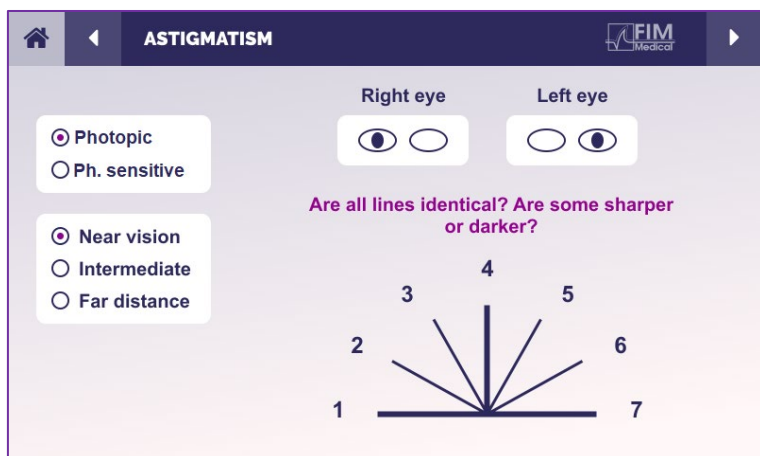 ASTIGMATISM
FIM
Medical
Right eye
Left eye
Photopic
Ph. sensitive
Near vision
Intermediate
Far distance
Are all lines identical? Are some sharper
or darker?
4
3
5
2
6
1
7